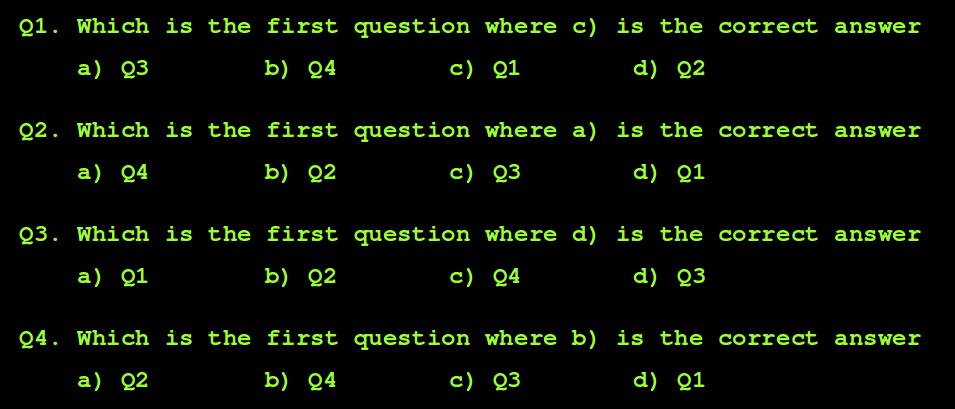 Q1. Which is the first question where c) is the correct answer
a) Q3 b) Q4 c) Q1 d) Q2
Q2. Which is the first question where a) is the correct answer
a) Q4 b) Q2 c) Q3 d) Q1
Q3. Which is the first question where d) is the correct answer
a) Q1 b) Q2 c) Q4 d) Q3
Q4. Which is the first question where b) is the correct answer
a) Q2 b) Q4 c) Q3 d) Q1